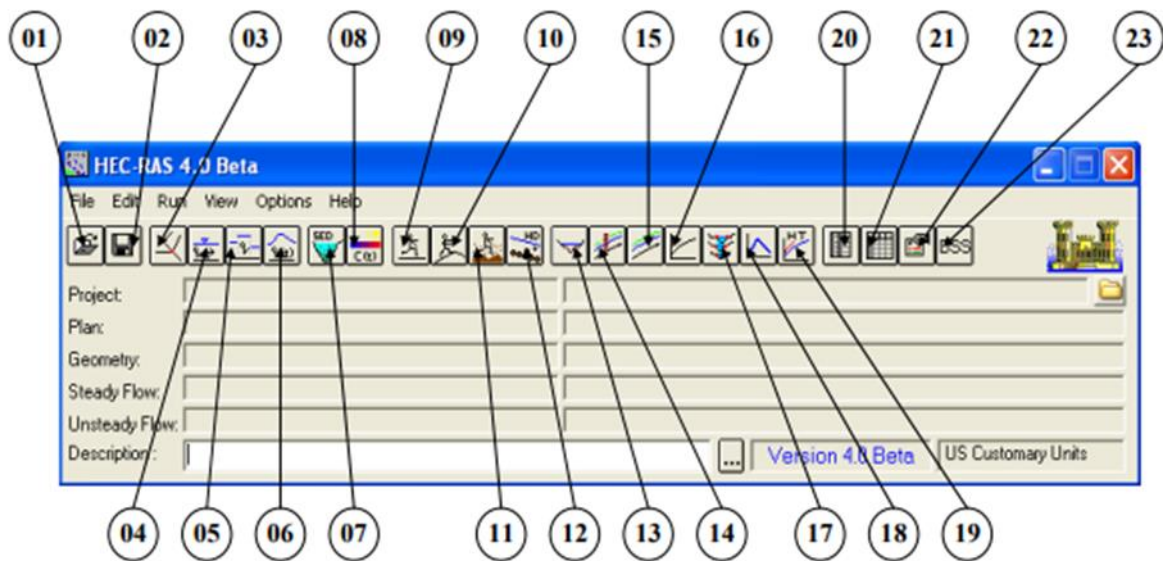 01 02 03 08 09 10 15 16 20 21 22 23
HEC-RAS 4.0 Beta
File Edit Run View Options Help
SED C(t) HD HT DSS
Project:
Plan:
Geometry:
Steady Flow:
Unsteady Flow:
Description : ... Version 4.0 Beta US Customary Units
04 05 06 07 11 12 13 14 17 18 19